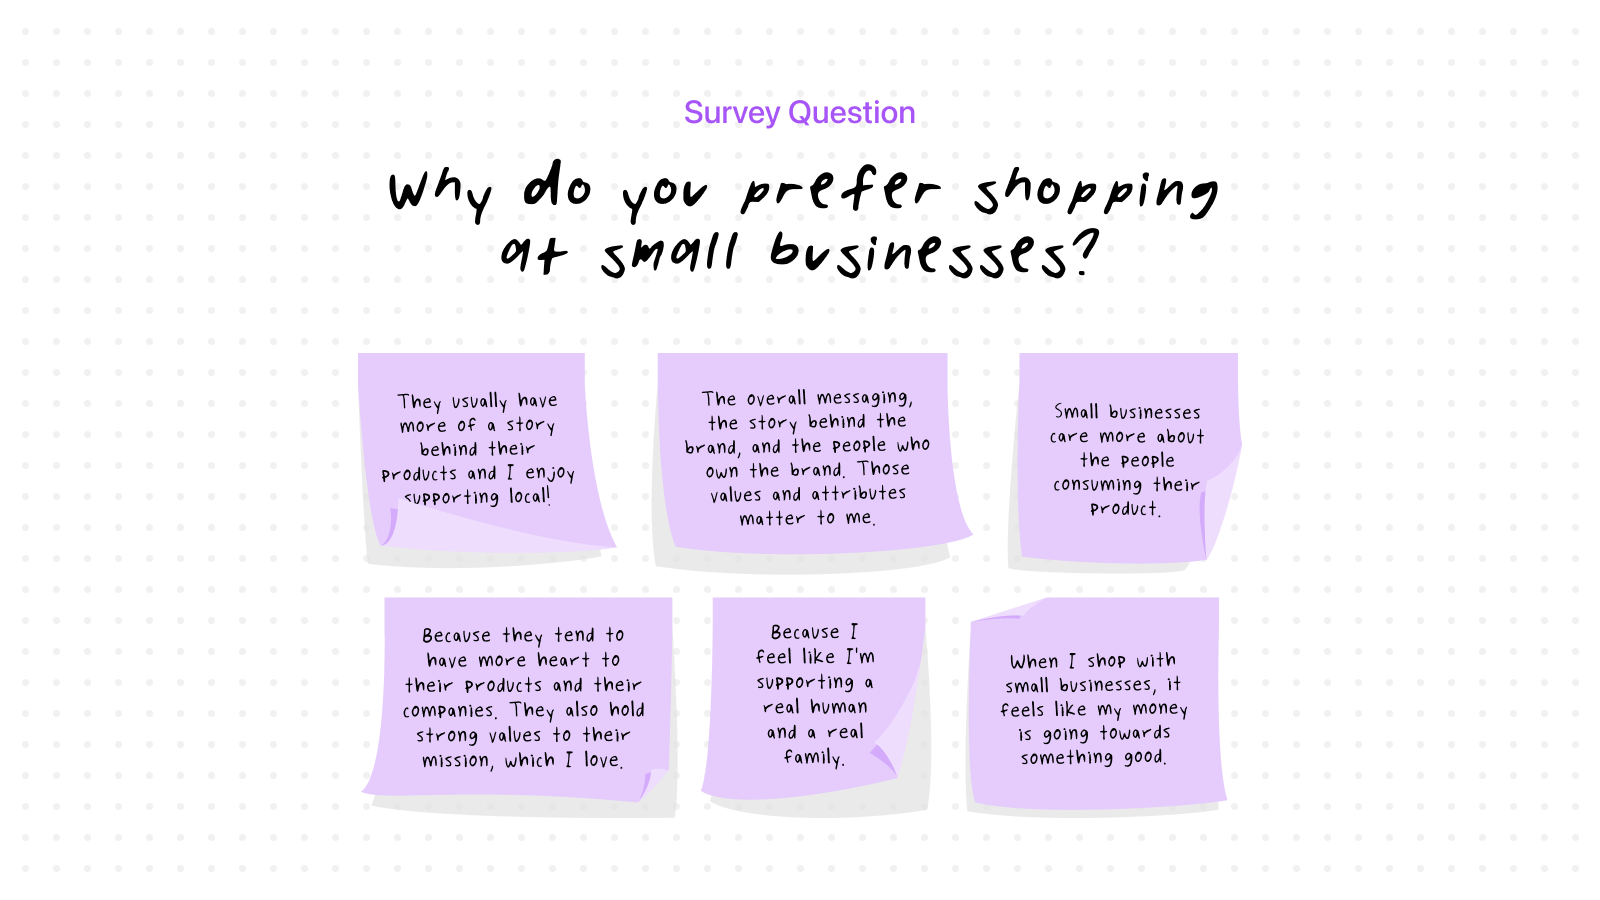 Survey Question
Why do you prefer shopping
at small businesses?
They usually have
more of a story
behind their
products and I enjoy
supporting local!
The overall messaging,
the story behind the
brand, and the people who
own the brand. Those
values and attributes
matter to me.
Small businesses
care more about
the people
consuming their
product.
Because they tend to
have more heart to
their products and their
companies. They also hold
strong values to their
mission, which I love.
Because I
feel like I'm
supporting a
real human
and a real
family.
When I shop with
small businesses, it
feels like my money
is going towards
something good.